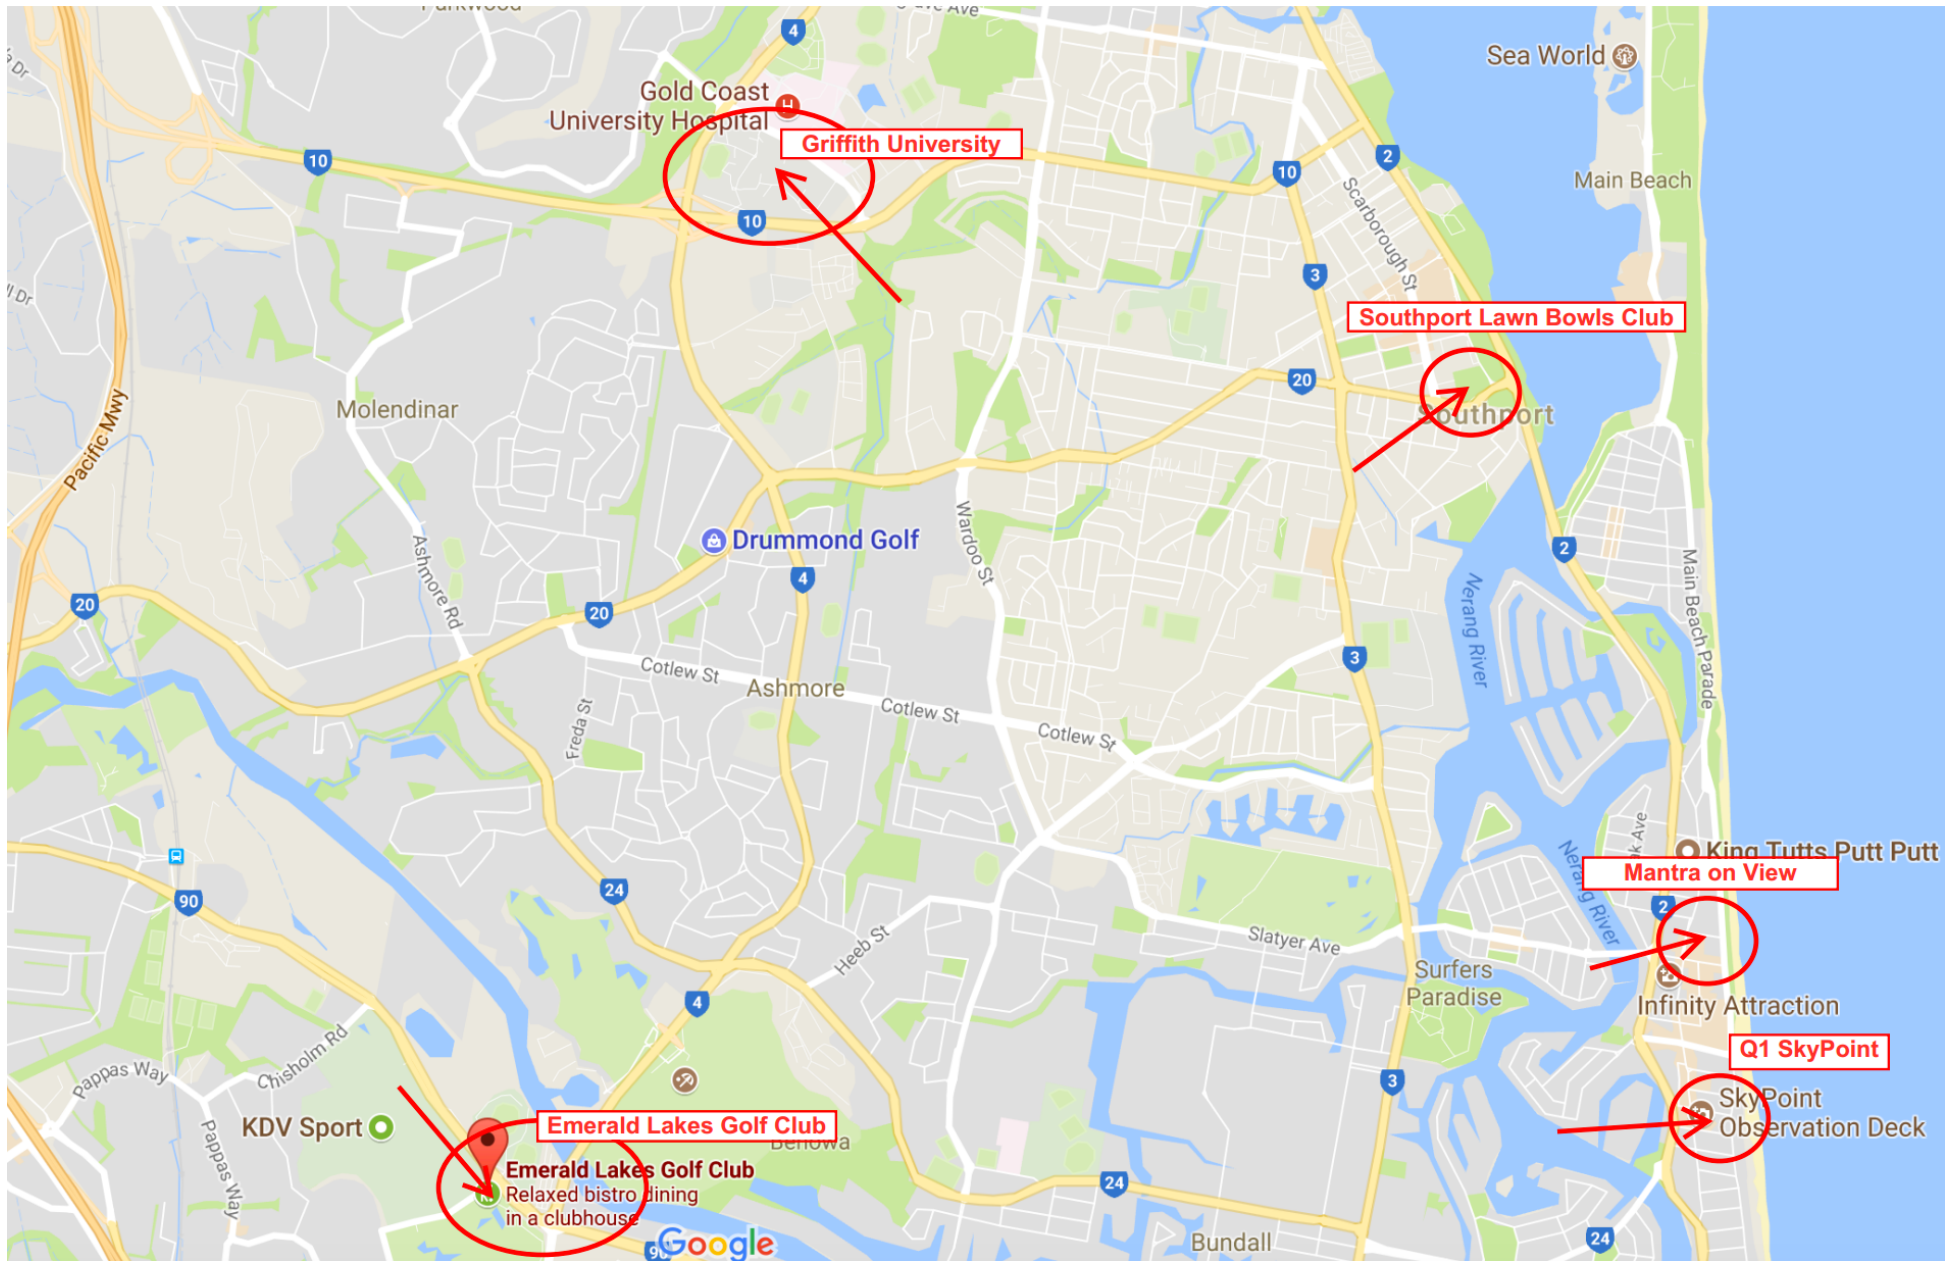 Parkwood
Sea World
4
Gold Coast
University Hospital
H
Griffith University
10
10
10
2
Main Beach
Scarborough St
3
Southport Lawn Bowls Club
20
Southport
Molendinar
Pacific Mwy
Ashmore Rd
Wardoo St
Drummond Golf
4
2
Main Beach Parade
Nerang River
20
20
3
Cotlew St
Ashmore
Cotlew St
Cotlew St
Freda St
King Tutts Putt Putt
Mantra on View
Nerang River
24
90
2
Heeb St
Slatyer Ave
Surfers
Paradise
Infinity Attraction
4
Q1 SkyPoint
Chisholm Rd
Pappas Way
3
SkyPoint
Observation Deck
KDV Sport
Pappas Way
Emerald Lakes Golf Club
Benowa
Emerald Lakes Golf Club
Relaxed bistro dining
in a clubhouse
24
90
Google
Bundall
24